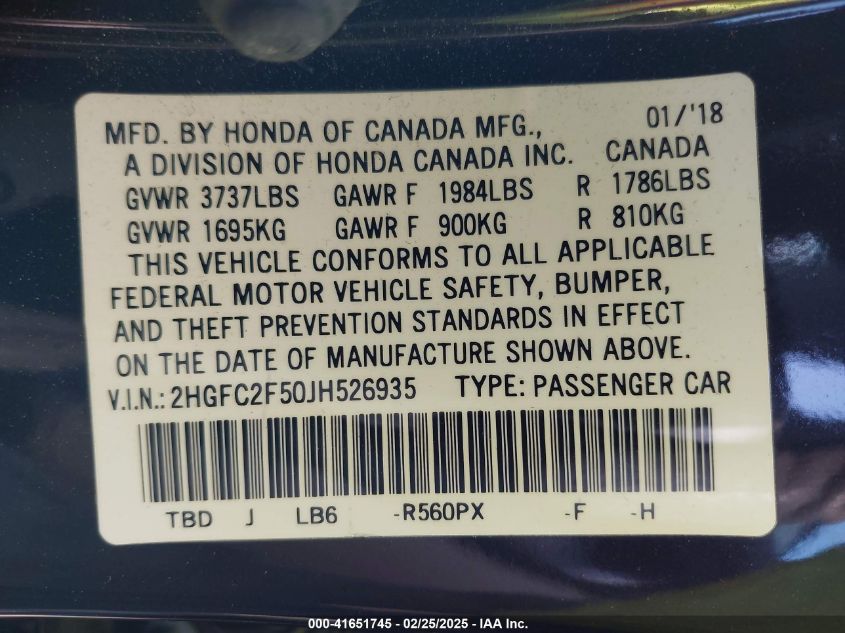 MFD. BY HONDA OF CANADA MFG., 01/'18
A DIVISION OF HONDA CANADA INC. CANADA
GVWR 3737LBS GAWR F 1984LBS R 1786LBS
GVWR 1695KG GAWR F 900KG R 810KG
THIS VEHICLE CONFORMS TO ALL APPLICABLE
FEDERAL MOTOR VEHICLE SAFETY, BUMPER,
AND THEFT PREVENTION STANDARDS IN EFFECT
ON THE DATE OF MANUFACTURE SHOWN ABOVE.
V.I.N.: 2HGFC2F50JH526935 TYPE: PASSENGER CAR
TBD J LB6 -R560PX -F -H
000-41651745 - 02/25/2025 - IAA Inc.